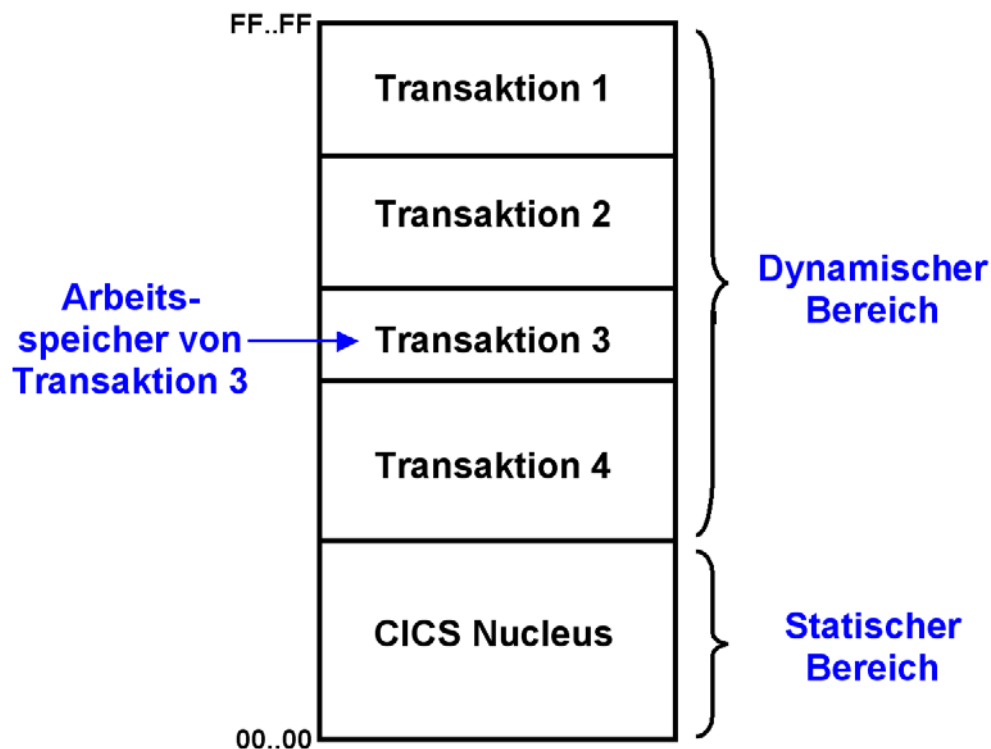 FF..FF
Transaktion 1
Transaktion 2
Dynamischer
Bereich
Arbeits-
speicher von
Transaktion 3
Transaktion 3
Transaktion 4
CICS Nucleus
Statischer
Bereich
00..00